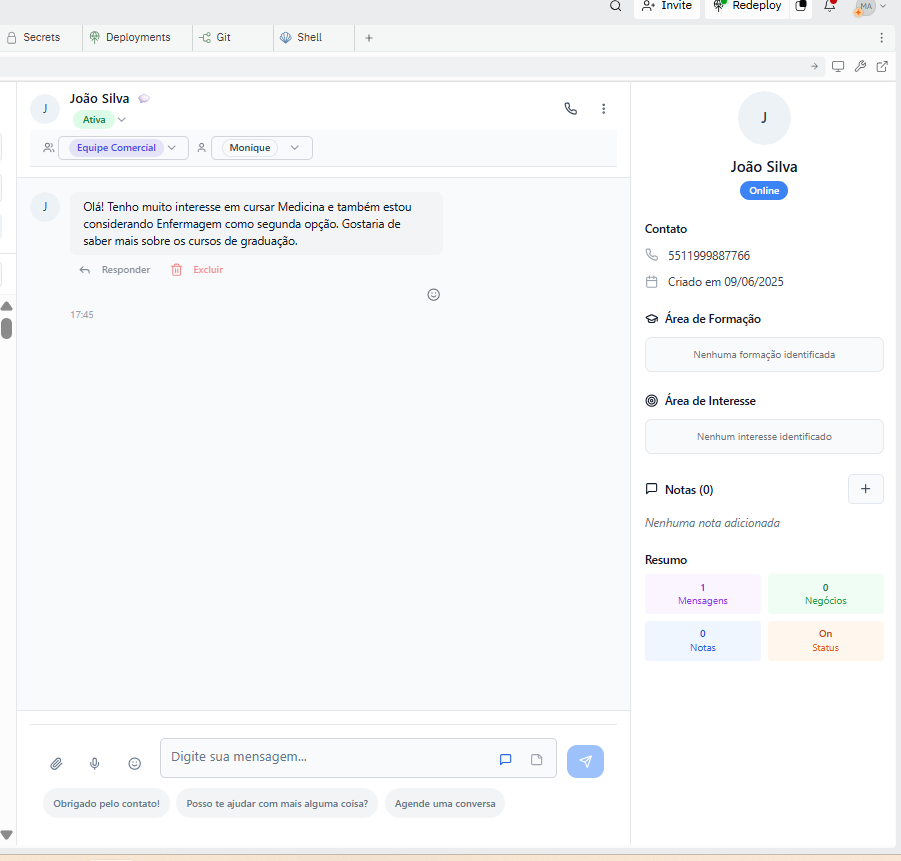 Invite
Redeploy
MA
Secrets
Deployments
Git
Shell
J
João Silva
Ativa
Equipe Comercial
Monique
J
Olá! Tenho muito interesse em cursar Medicina e também estou
considerando Enfermagem como segunda opção. Gostaria de
saber mais sobre os cursos de graduação.
Responder
Excluir
17:45
Digite sua mensagem...
Obrigado pelo contato!
Posso te ajudar com mais alguma coisa?
Agende uma conversa
J
João Silva
Online
Contato
5511999887766
Criado em 09/06/2025
Área de Formação
Nenhuma formação identificada
Área de Interesse
Nenhum interesse identificado
Notas (0)
Nenhuma nota adicionada
Resumo
1
Mensagens
0
Negócios
0
Notas
On
Status